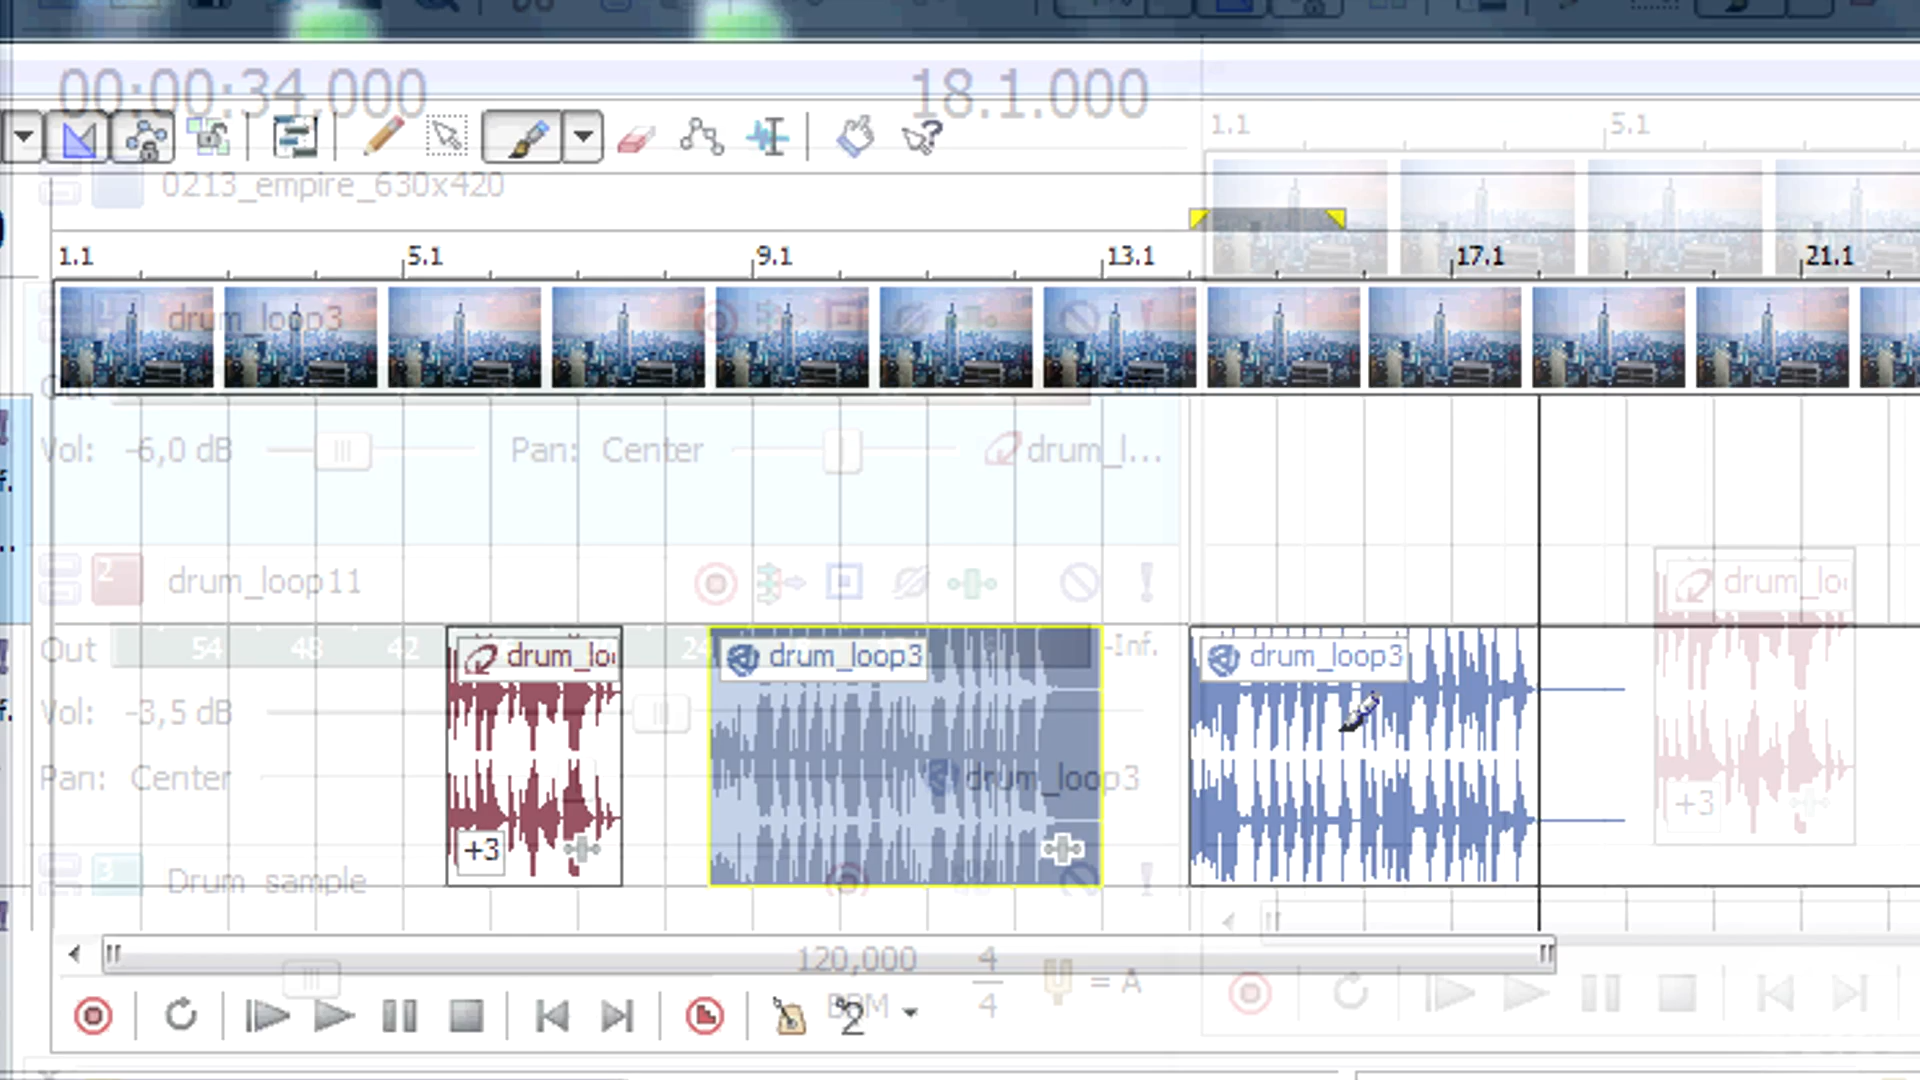 00:00:34.000 18.1.000
1.1 5.1
0213_empire_630x420
1.1 5.1 9.1 13.1 17.1 21.1
drum_loop3
Vol: -6,0 dB Pan: Center drum_l...
drum_loop11
2
drum_lo
Out 54 48 42 24 -Inf.
drum_lo drum_loop3 drum_loop3
Vol: -3,5 dB
Pan: Center drum_loop3
+3
+3
3 Drum sample
120,000 4
4
= A
BPM
2